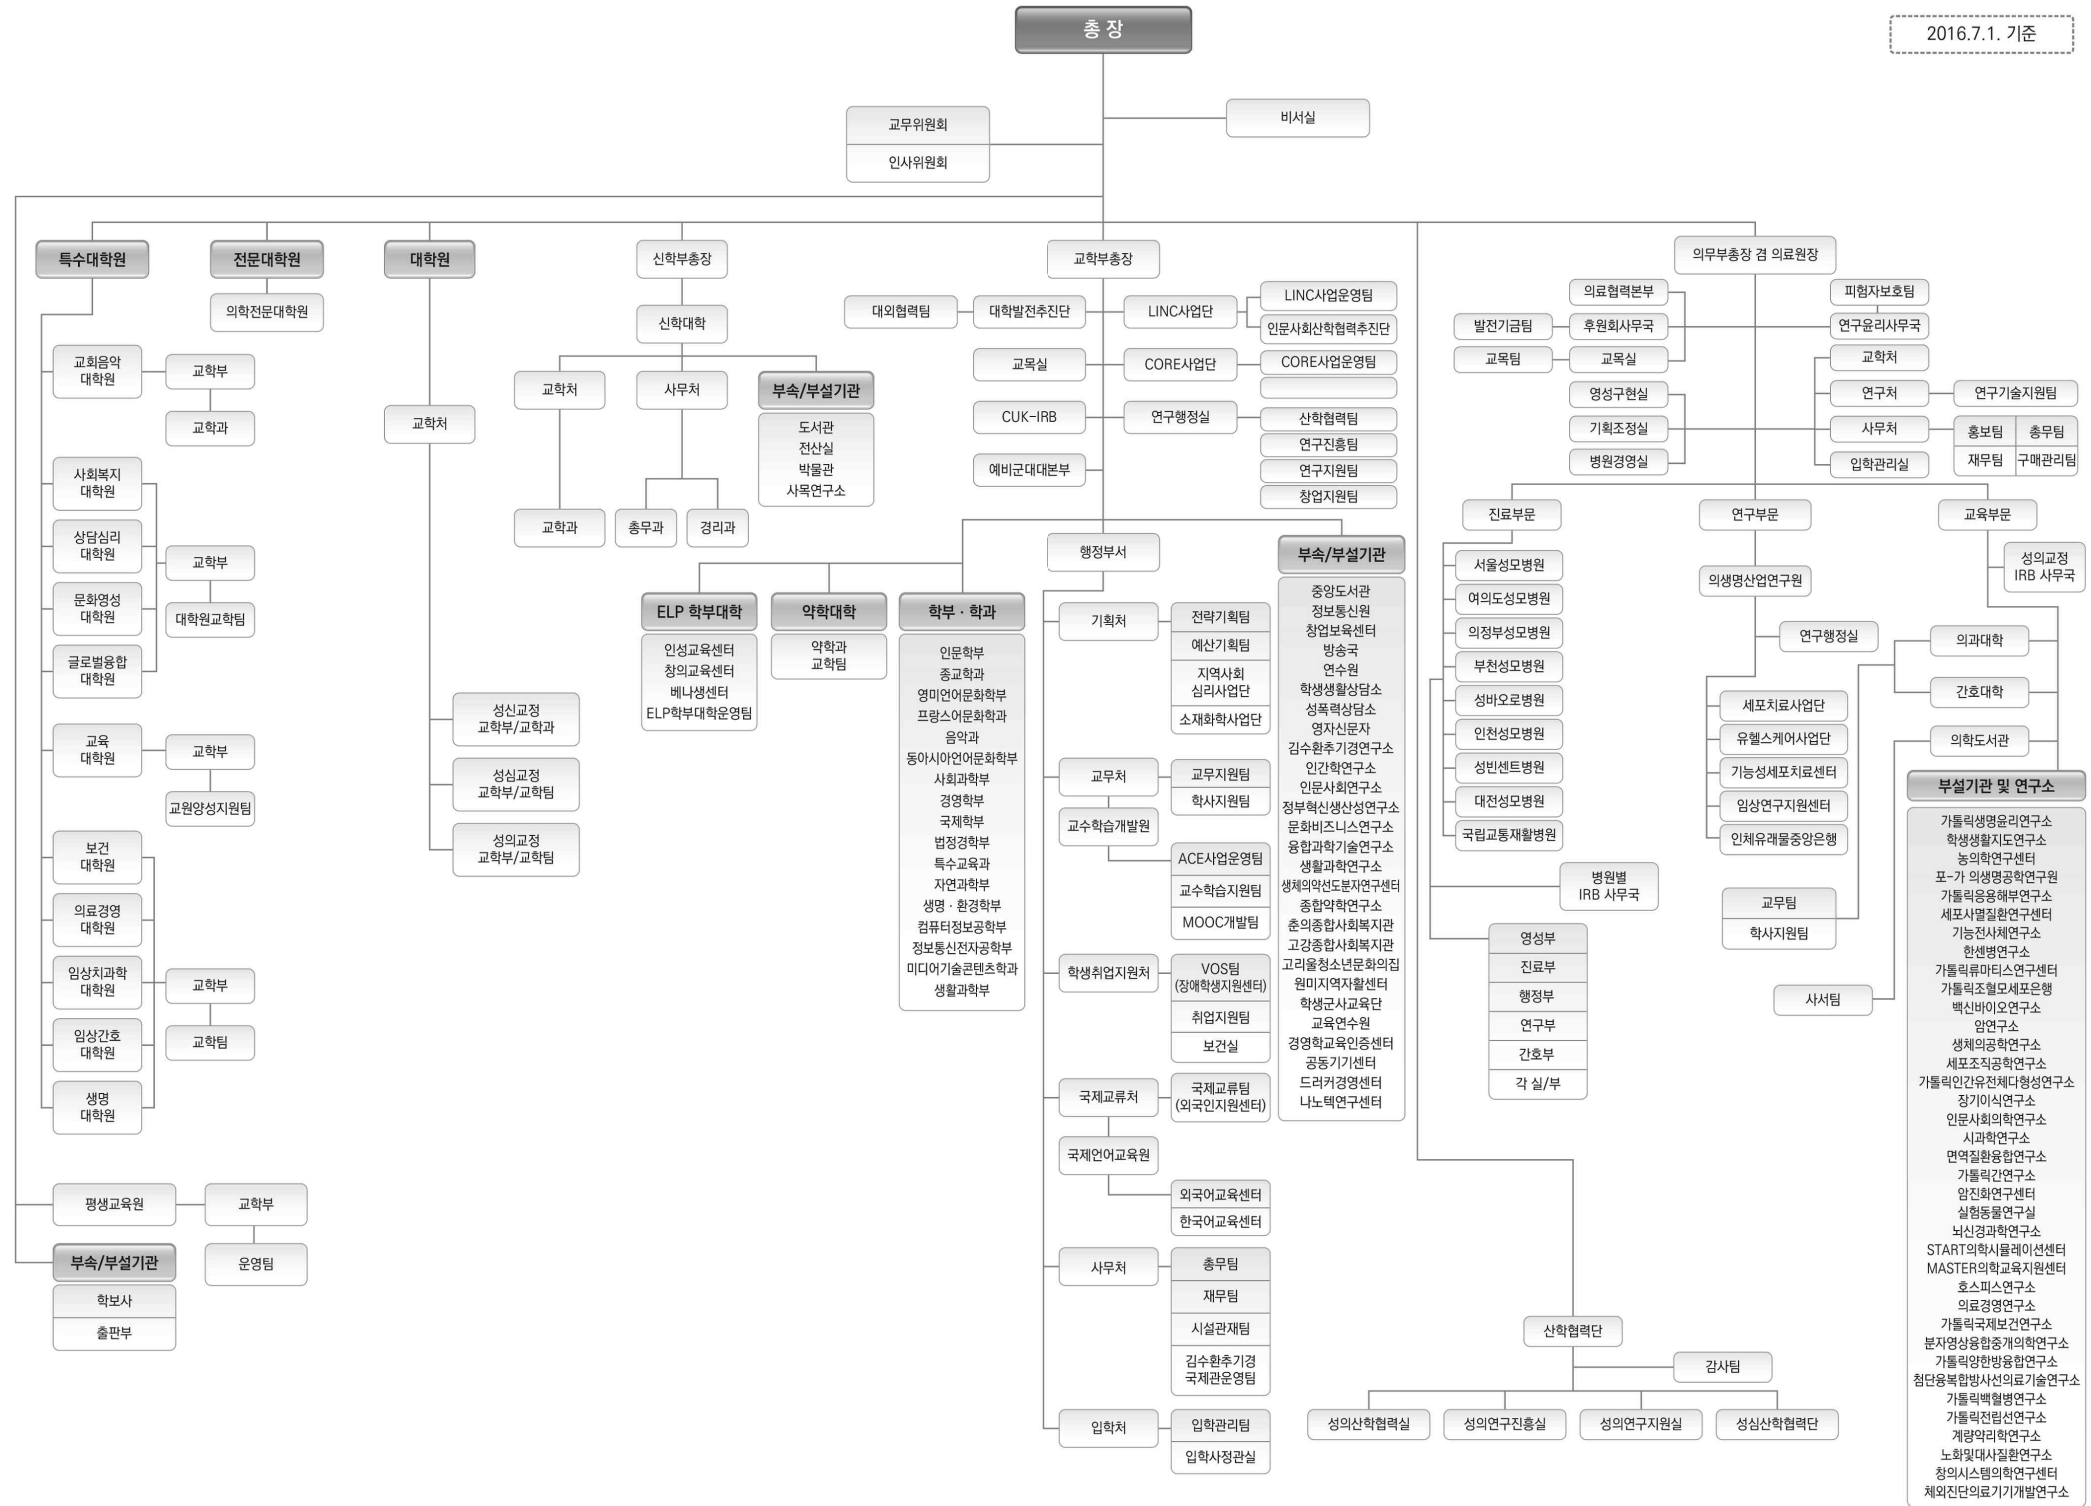 총 장
2016.7.1. 기준
교무위원회
인사위원회
비서실
특수대학원
교회음악
대학원
교학부
교학과
사회복지
대학원
상담심리
대학원
문화영성
대학원
글로벌융합
대학원
교학부
대학원교학팀
교육
대학원
교학부
교원양성지원팀
보건
대학원
의료경영
대학원
임상치과학
대학원
임상간호
대학원
생명
대학원
교학부
교학팀
평생교육원
교학부
운영팀
부속/부설기관
학보사
출판부
전문대학원
의학전문대학원
대학원
교학처
성신교정
교학부/교학과
성심교정
교학부/교학팀
성의교정
교학부/교학팀
신학부총장
신학대학
교학처
교학과
사무처
총무과
경리과
부속/부설기관
도서관
전산실
박물관
사목연구소
교학부총장
대외협력팀
대학발전추진단
LINC사업단
LINC사업운영팀
인문사회산학협력추진단
교목실
CORE사업단
CORE사업운영팀
CUK-IRB
연구행정실
산학협력팀
연구진흥팀
연구지원팀
창업지원팀
예비군대대본부
ELP 학부대학
인성교육센터
창의교육센터
베나생센터
ELP학부대학운영팀
약학대학
약학과
교학팀
학부 · 학과
인문학부
종교학과
영미언어문화학부
프랑스어문화학과
음악과
동아시아언어문화학부
사회과학부
경영학부
국제학부
법정경학부
특수교육과
자연과학부
생명 · 환경학부
컴퓨터정보공학부
정보통신전자공학부
미디어기술콘텐츠학과
생활과학부
행정부서
기획처
전략기획팀
예산기획팀
지역사회
심리사업단
소재화학사업단
교무처
교무지원팀
학사지원팀
교수학습개발원
ACE사업운영팀
교수학습지원팀
MOOC개발팀
학생취업지원처
VOS팀
(장애학생지원센터)
취업지원팀
보건실
국제교류처
국제교류팀
(외국인지원센터)
국제언어교육원
외국어교육센터
한국어교육센터
사무처
총무팀
재무팀
시설관재팀
김수환추기경
국제관운영팀
입학처
입학관리팀
입학사정관실
부속/부설기관
중앙도서관
정보통신원
창업보육센터
방송국
연수원
학생생활상담소
성폭력상담소
영자신문자
김수환추기경연구소
인간학연구소
인문사회연구소
정부혁신생산성연구소
문화비즈니스연구소
융합과학기술연구소
생활과학연구소
생체의약선도분자연구센터
종합약학연구소
춘의종합사회복지관
고강종합사회복지관
고리울청소년문화의집
원미지역자활센터
학생군사교육단
교육연수원
경영학교육인증센터
공동기기센터
드러커경영센터
나노텍연구센터
의무부총장 겸 의료원장
의료협력본부
발전기금팀
후원회사무국
교목팀
교목실
피험자보호팀
연구윤리사무국
영성구현실
기획조정실
병원경영실
교학처
연구처
연구기술지원팀
사무처
홍보팀
총무팀
재무팀
구매관리팀
입학관리실
진료부문
서울성모병원
여의도성모병원
의정부성모병원
부천성모병원
성바오로병원
인천성모병원
성빈센트병원
대전성모병원
국립교통재활병원
병원별
IRB 사무국
영성부
진료부
행정부
연구부
간호부
각 실/부
연구부문
의생명산업연구원
연구행정실
세포치료사업단
유헬스케어사업단
기능성세포치료센터
임상연구지원센터
인체유래물중앙은행
교육부문
성의교정
IRB 사무국
의과대학
간호대학
교무팀
학사지원팀
의학도서관
사서팀
부설기관 및 연구소
가톨릭생명윤리연구소
학생생활지도연구소
농의학연구센터
포-가 의생명공학연구원
가톨릭응용해부연구소
세포사멸질환연구센터
기능전사체연구소
한센병연구소
가톨릭류마티스연구센터
가톨릭조혈모세포은행
백신바이오연구소
암연구소
생체의공학연구소
세포조직공학연구소
가톨릭인간유전체다형성연구소
장기이식연구소
인문사회의학연구소
시과학연구소
면역질환융합연구소
가톨릭간연구소
암진화연구센터
실험동물연구실
뇌신경과학연구소
START의학시뮬레이션센터
MASTER의학교육지원센터
호스피스연구소
의료경영연구소
가톨릭국제보건연구소
분자영상융합중개의학연구소
가톨릭양한방융합연구소
첨단융복합방사선의료기술연구소
가톨릭백혈병연구소
가톨릭전립선연구소
계량약리학연구소
노화및대사질환연구소
창의시스템의학연구센터
체외진단의료기기개발연구소
산학협력단
감사팀
성의산학협력실
성의연구진흥실
성의연구지원실
성심산학협력단